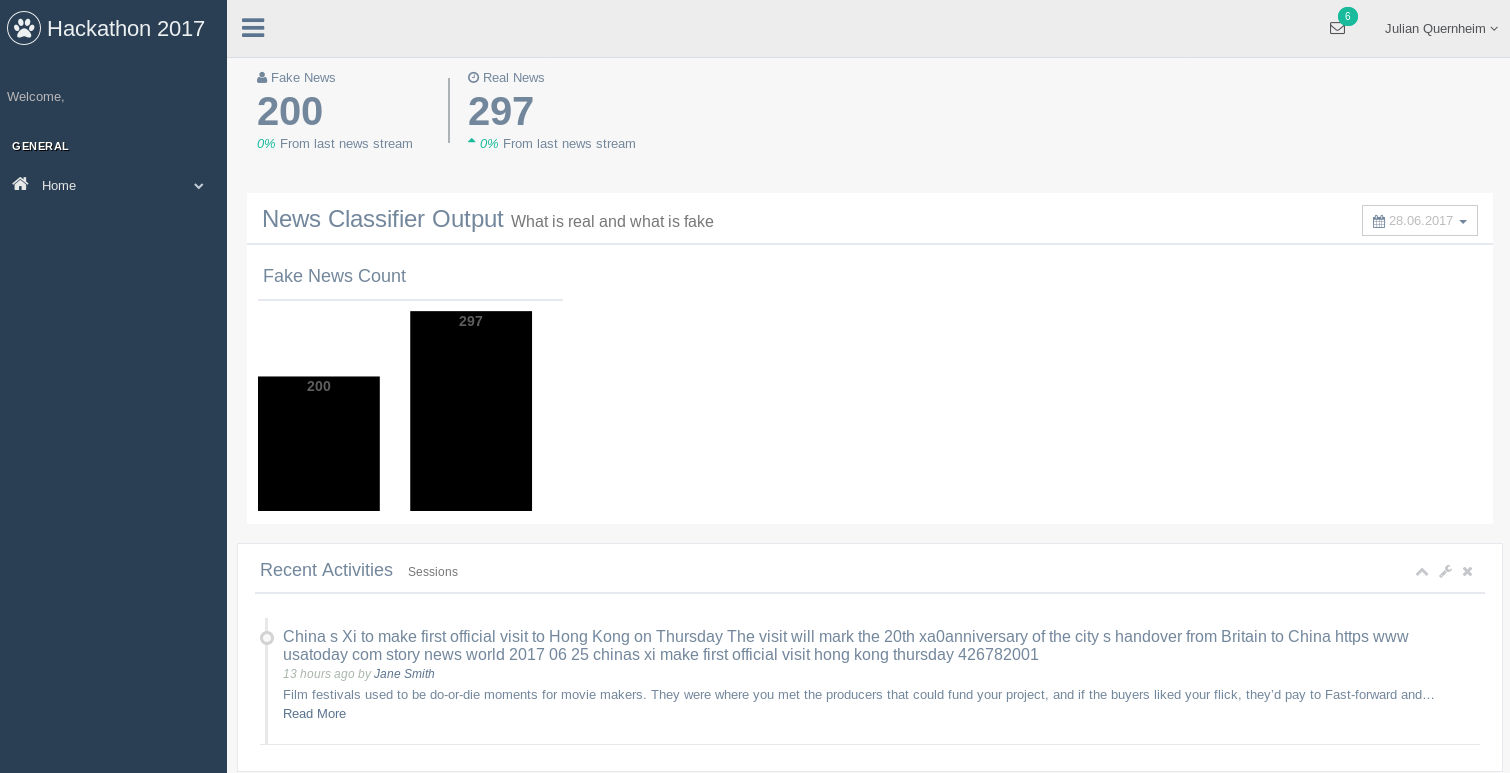 Hackathon 2017
6
Julian Quernheim
Welcome,
GENERAL
Home
Fake News
200
0% From last news stream
Real News
297
0% From last news stream
News Classifier Output What is real and what is fake
28.06.2017
Fake News Count
200
297
Recent Activities Sessions
China s Xi to make first official visit to Hong Kong on Thursday The visit will mark the 20th xa0anniversary of the city s handover from Britain to China https www
usatoday com story news world 2017 06 25 chinas xi make first official visit hong kong thursday 426782001
13 hours ago by Jane Smith
Film festivals used to be do-or-die moments for movie makers. They were where you met the producers that could fund your project, and if the buyers liked your flick, they’d pay to Fast-forward and…
Read More